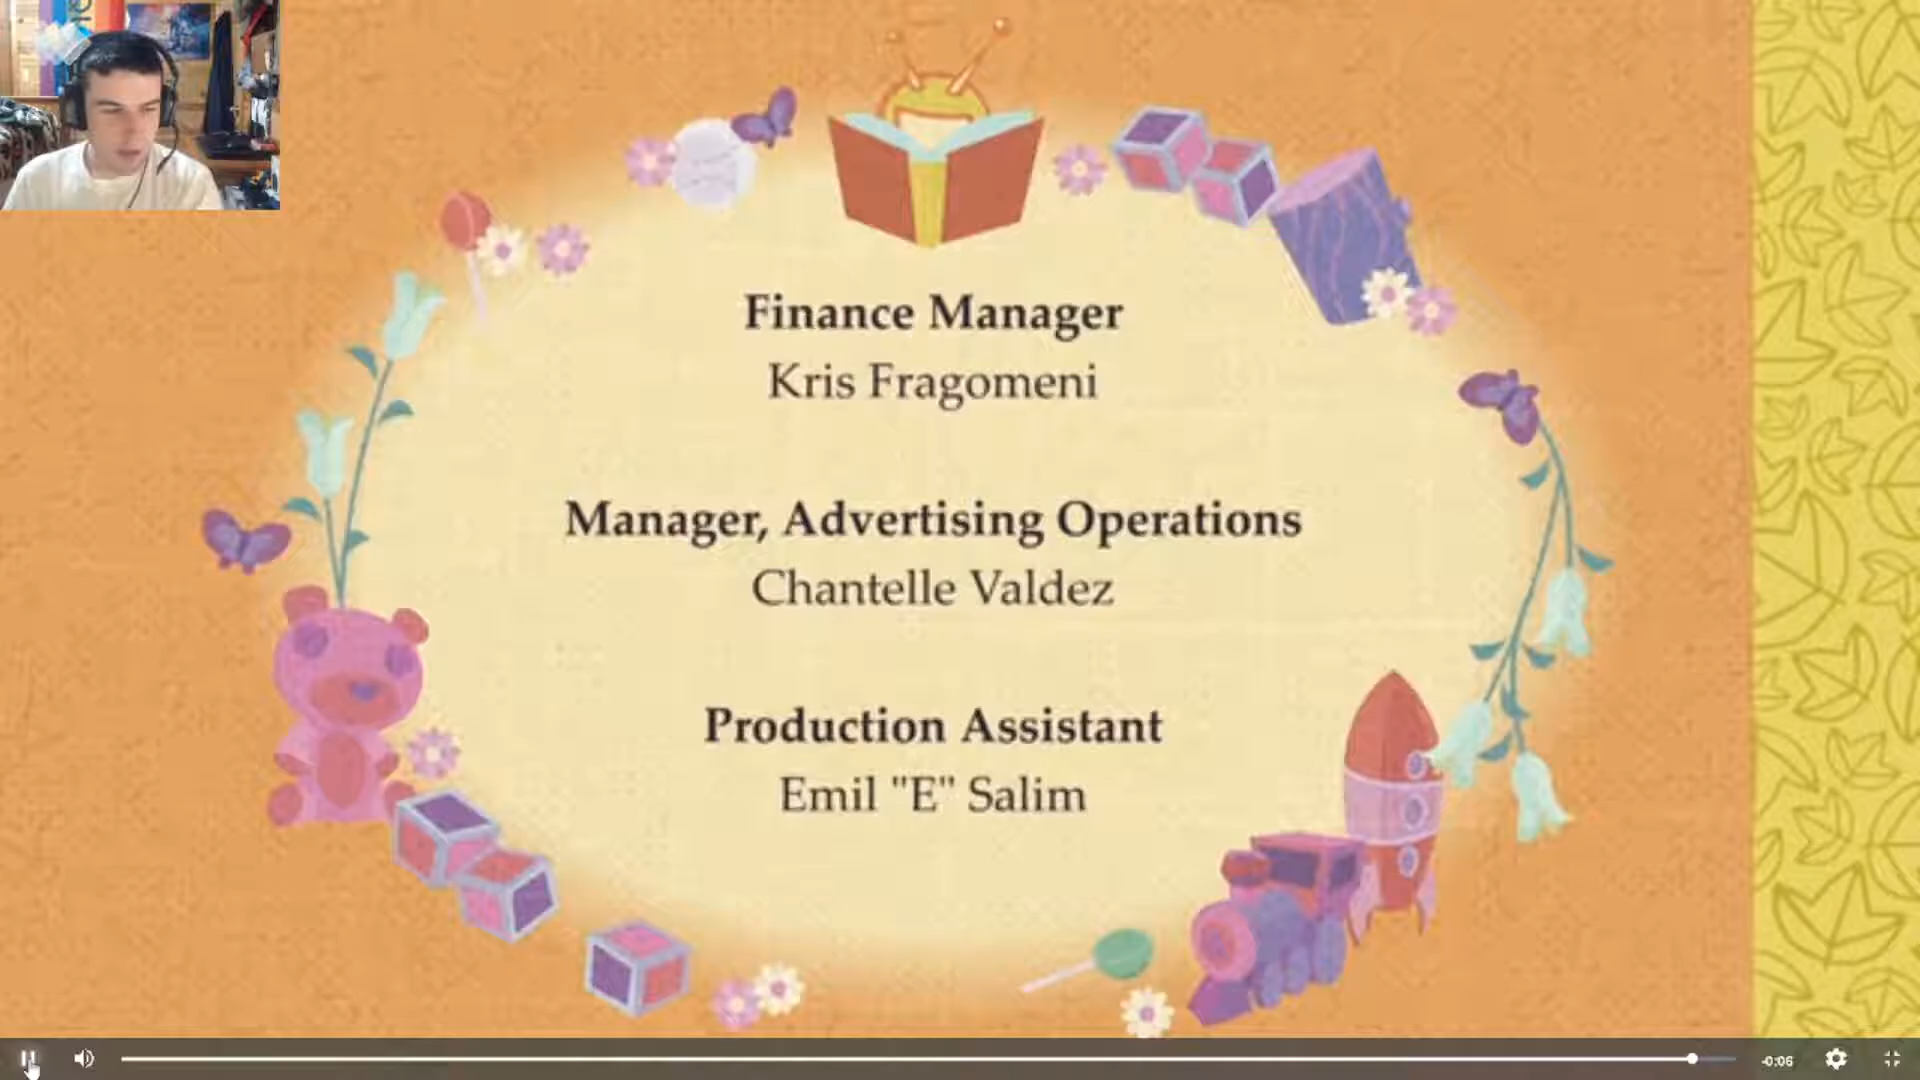 Finance Manager
Kris Fragomeni
Manager, Advertising Operations
Chantelle Valdez
Production Assistant
Emil "E" Salim
-0:06